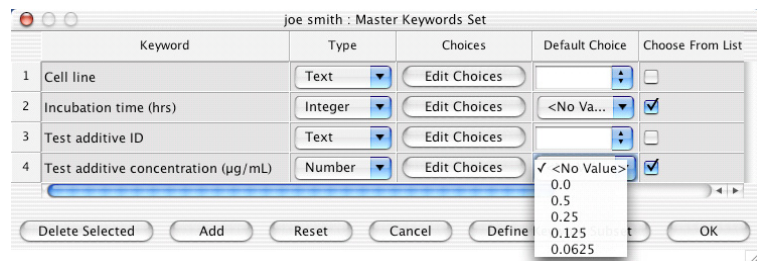 joe smith : Master Keywords Set
Keyword Type Choices Default Choice Choose From List
1 Cell line Text Edit Choices
2 Incubation time (hrs) Integer Edit Choices <No Va...
3 Test additive ID Text Edit Choices
4 Test additive concentration (µg/mL) Number Edit Choices ✓ <No Value>
0.0
0.5
0.25
0.125
0.0625
Delete Selected Add Reset Cancel Define OK